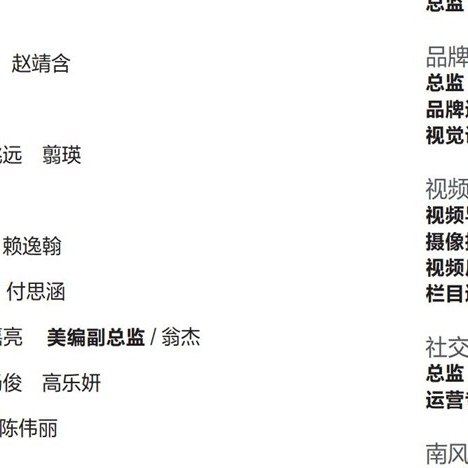 赵靖含
远 翦瑛
赖逸翰
付思涵
亮 美编副总监 / 翁杰
俊 高乐妍
陈伟丽
总监
品牌
总监
品牌
视觉
视频
视频
摄像
视频
栏目
社交
总监
运营
南风